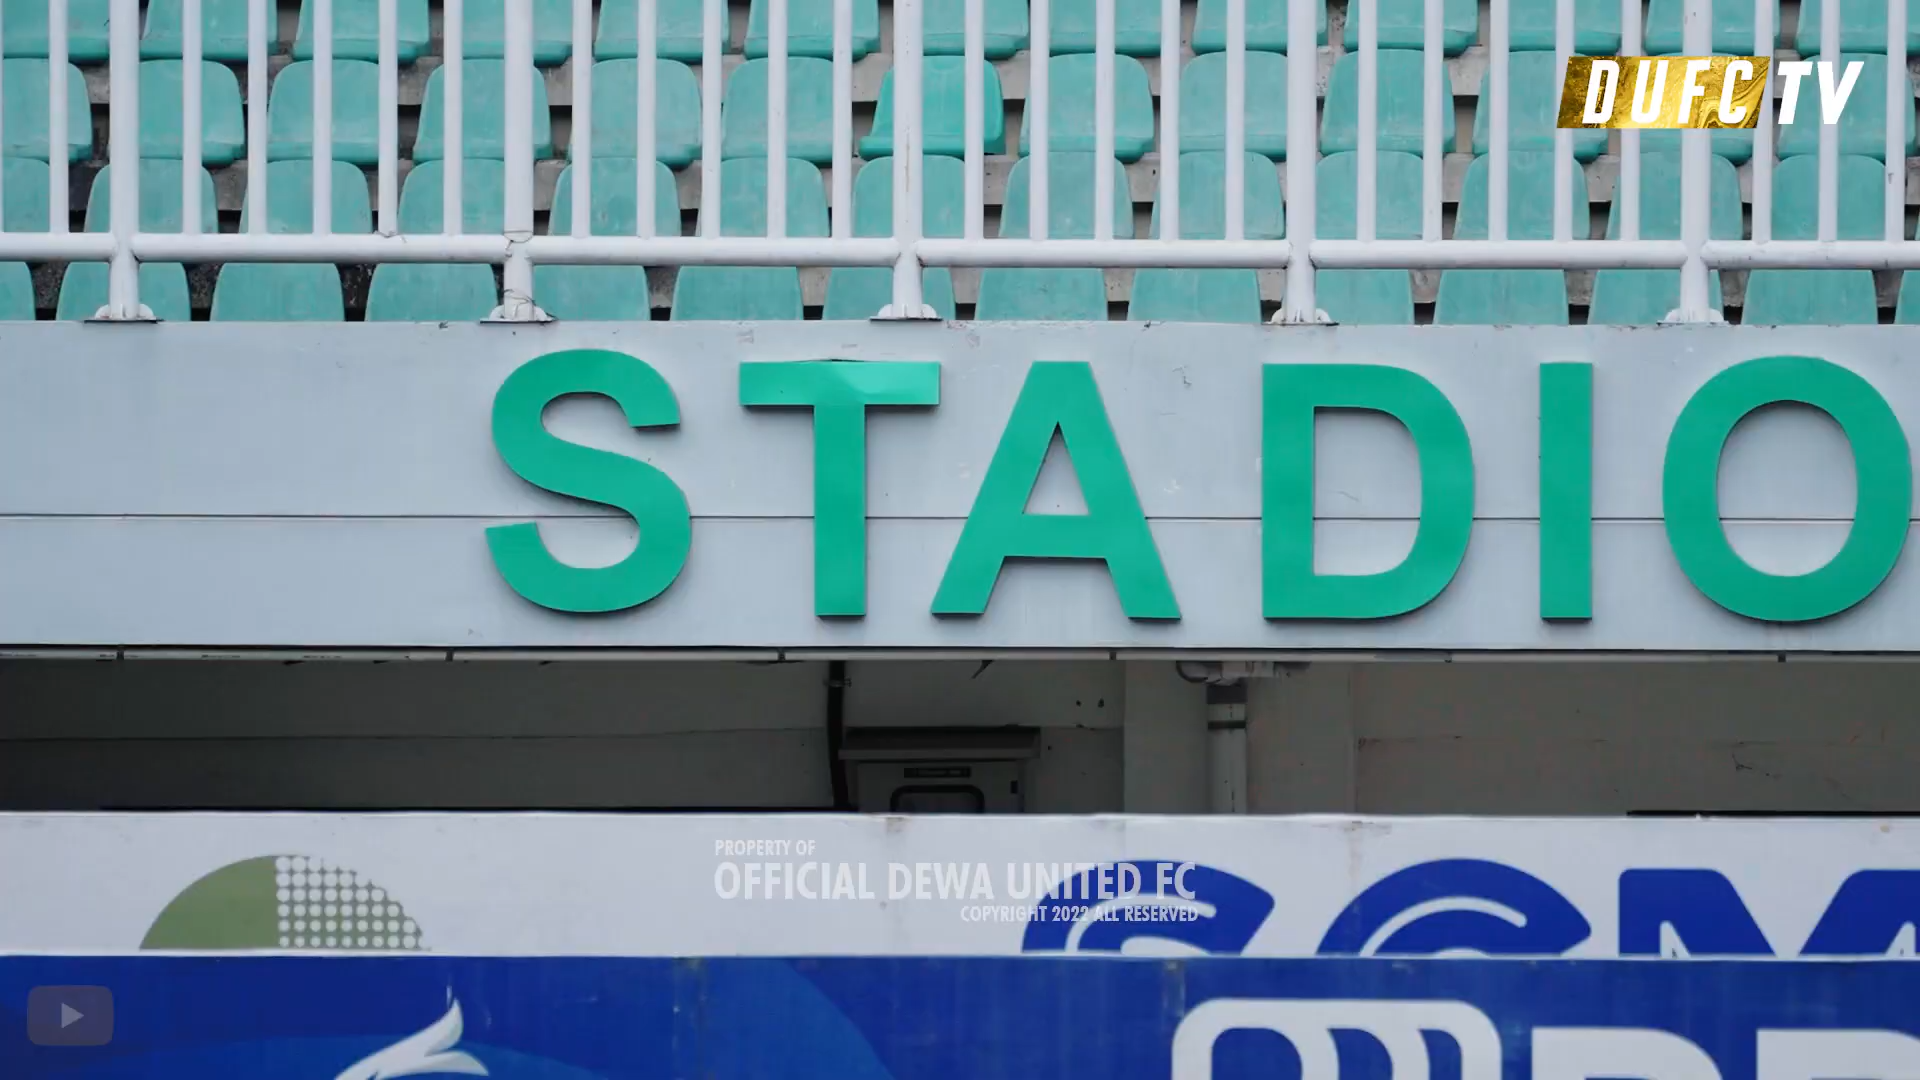 DUFC TV
STADIO
PROPERTY OF
OFFICIAL DEWA UNITED FC
COPYRIGHT 2022 ALL RESERVED